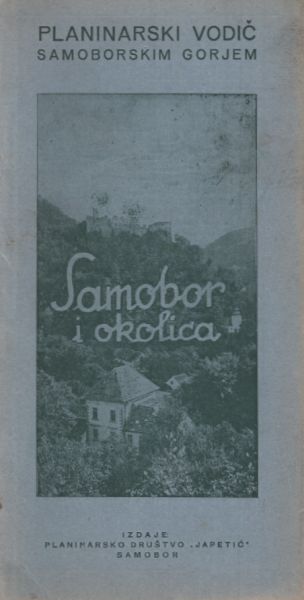 PLANINARSKI VODIČ
SAMOBORSKIM GORJEM
Samobor
i okolica
IZDAJE:
PLANINARSKO DRUŠTVO „JAPETIĆ"
SAMOBOR